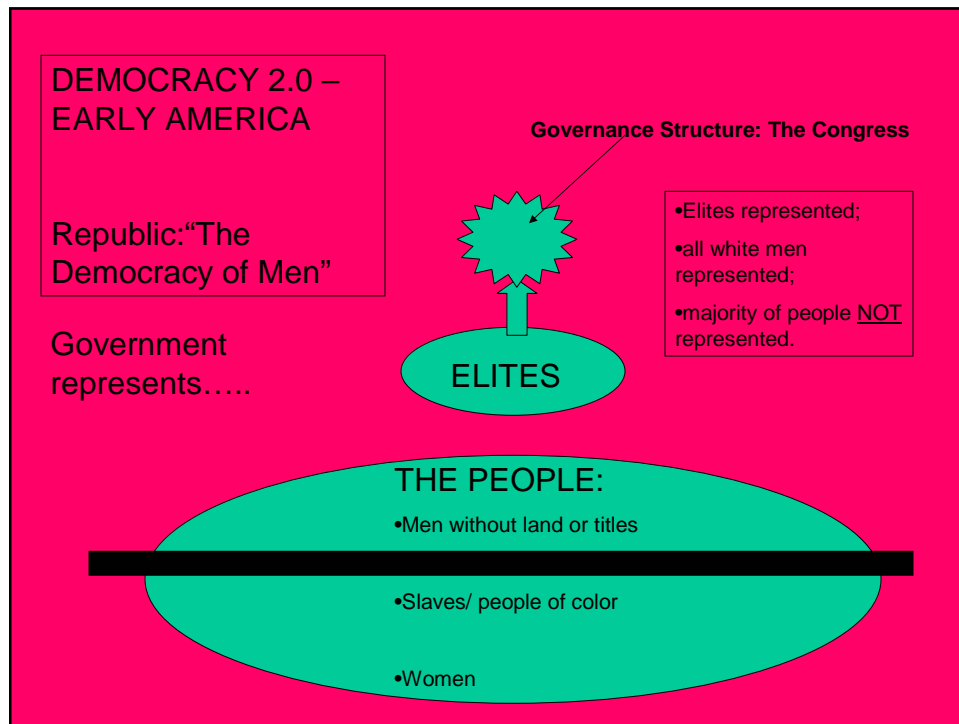 DEMOCRACY 2.0 –
EARLY AMERICA
Republic:“The
Democracy of Men”
Government
represents…..
Governance Structure: The Congress
•Elites represented;
•all white men
represented;
•majority of people NOT
represented.
ELITES
THE PEOPLE:
•Men without land or titles
•Slaves/ people of color
•Women